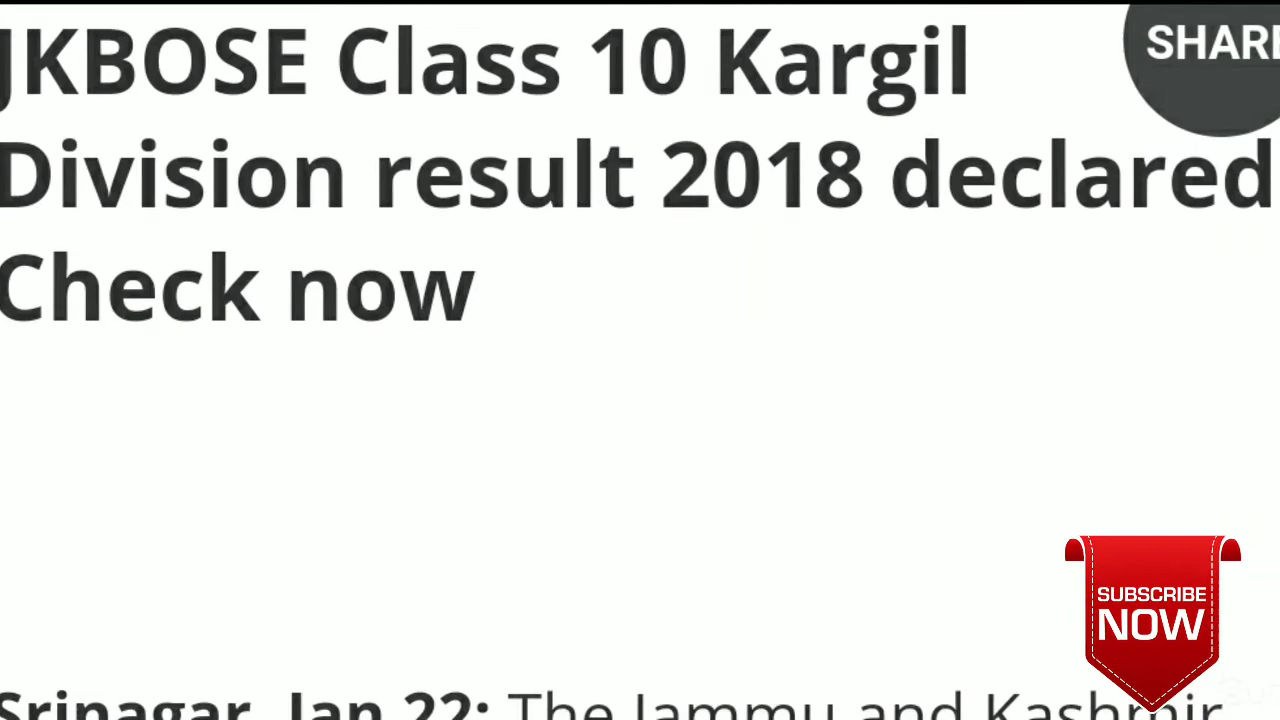 JKBOSE Class 10 Kargil
SHARE
Division result 2018 declared
Check now
SUBSCRIBE
NOW
Srinagar, Jan 22: The Jammu and Kashmir